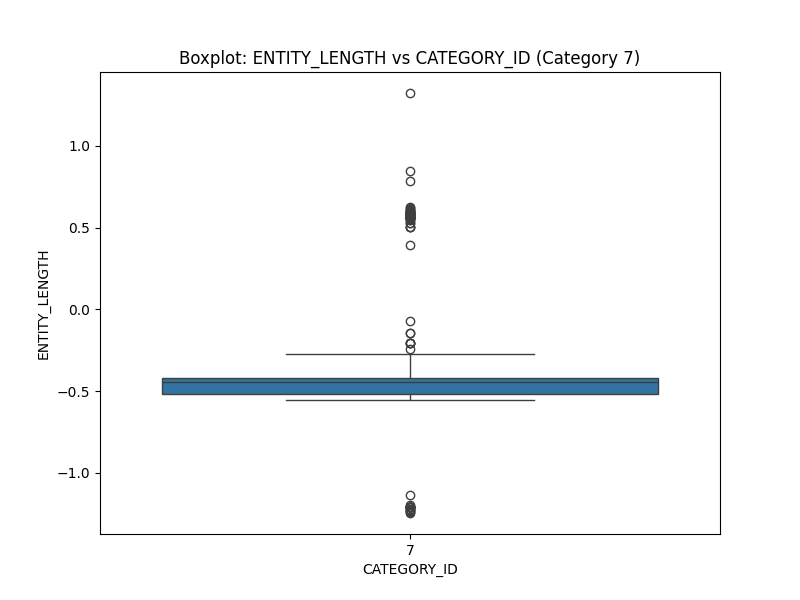 Boxplot: ENTITY_LENGTH vs CATEGORY_ID (Category 7)
1.0
0.5
0.0
−0.5
−1.0
ENTITY_LENGTH
7
CATEGORY_ID